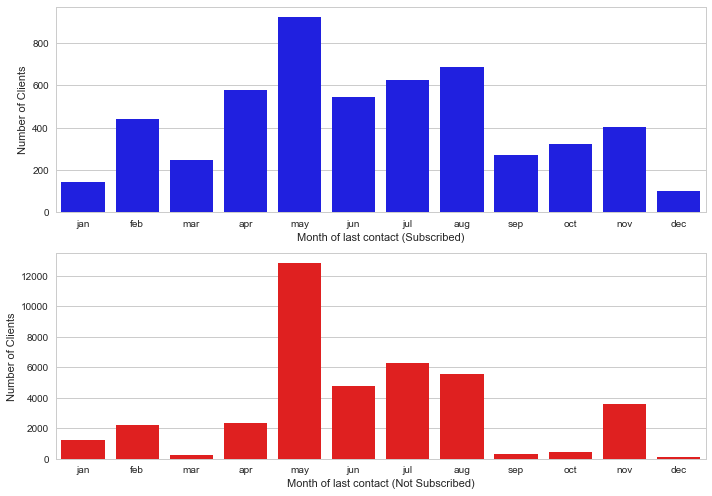 800
600
400
200
0
Number of Clients
jan feb mar apr may jun jul aug sep oct nov dec
Month of last contact (Subscribed)
12000
10000
8000
6000
4000
2000
0
Number of Clients
jan feb mar apr may jun jul aug sep oct nov dec
Month of last contact (Not Subscribed)